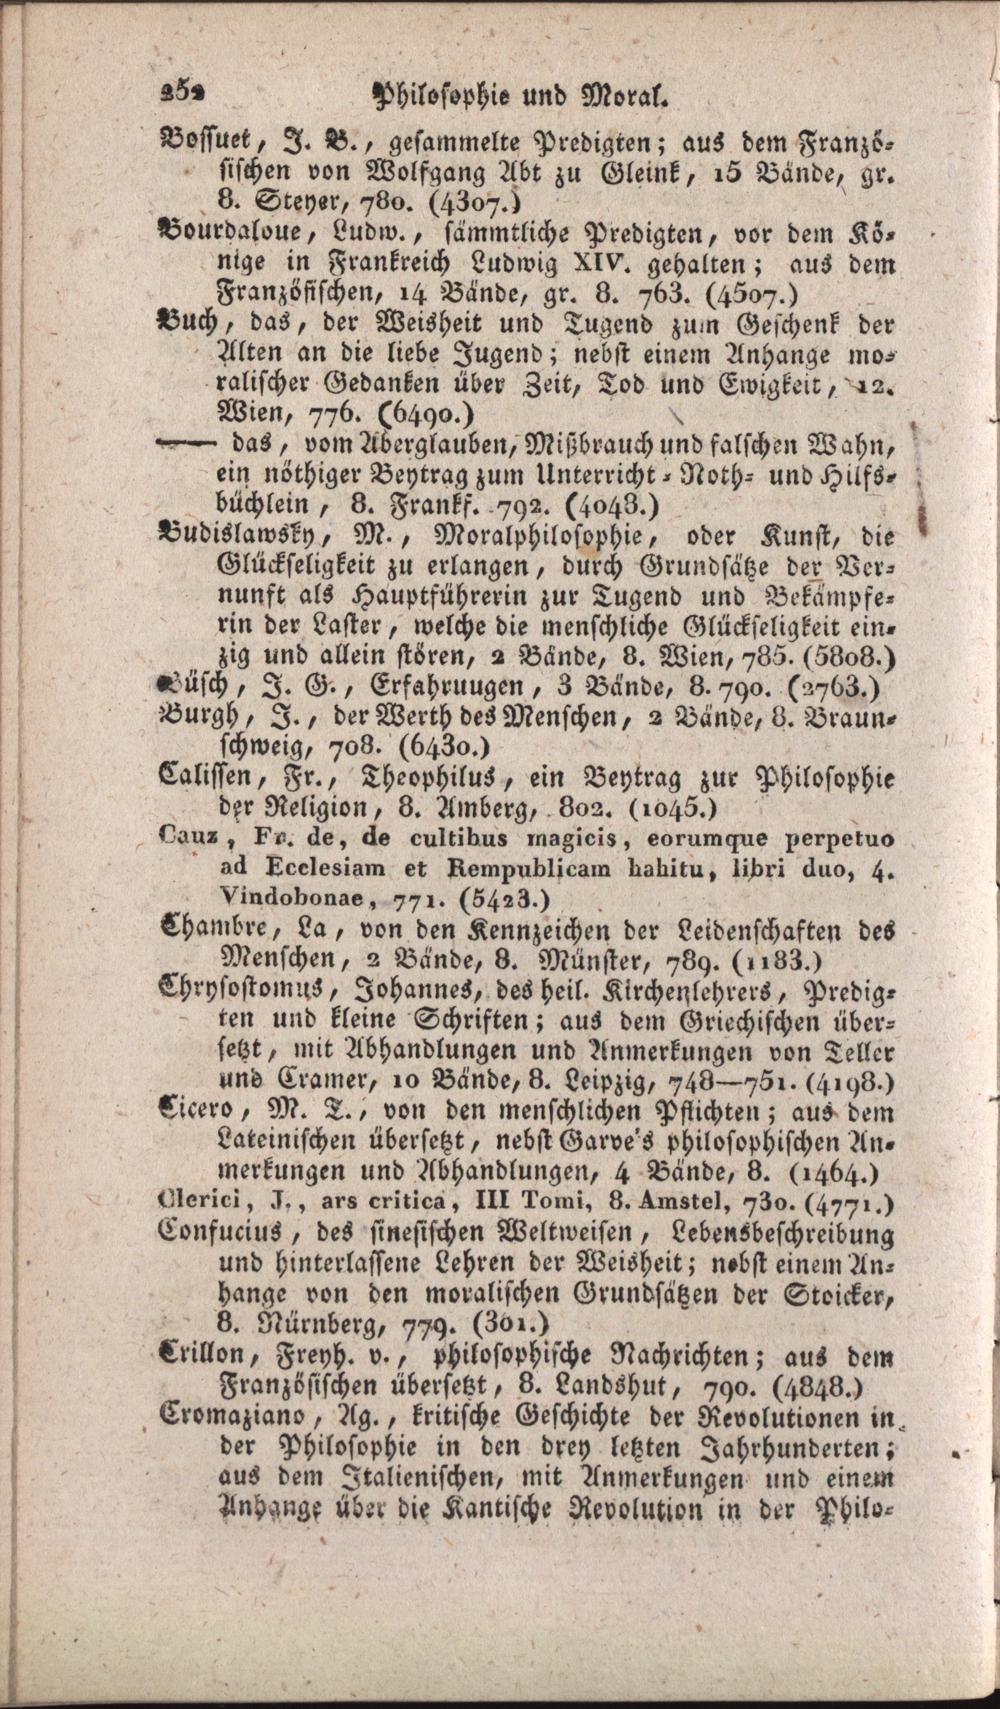 252 Philosophie und Moral.
Bossuet, J. B., gesammelte Predigten; aus dem Franzö-
sischen von Wolfgang Abt zu Gleink, 15 Bände, gr.
8. Steyer, 780. (4307.)
Bourdaloue, Ludw., sämmtliche Predigten, vor dem Kö-
nige in Frankreich Ludwig XIV. gehalten; aus dem
Französischen, 14 Bände, gr. 8. 763. (4507.)
Buch, das, der Weisheit und Tugend zum Geschenk der
Alten an die liebe Jugend; nebst einem Anhange mo-
ralischer Gedanken über Zeit, Tod und Ewigkeit, 12.
Wien, 776. (6490.)
—— das, vom Aberglauben, Mißbrauch und falschen Wahn,
ein nöthiger Beytrag zum Unterricht- Noth- und Hilfs-
büchlein, 8. Frankf. 792. (4048.)
Budislawsky, M., Moralphilosophie, oder Kunst, die
Glückseligkeit zu erlangen, durch Grundsätze der Ver-
nunft als Hauptführerin zur Tugend und Bekämpfe-
rin der Laster, welche die menschliche Glückseligkeit ein-
zig und allein stören, 2 Bände, 8. Wien, 785. (5808.)
Büsch, J. G., Erfahruugen, 3 Bände, 8. 790. (2763.)
Burgh, J., der Werth des Menschen, 2 Bände, 8. Braun-
schweig, 708. (6430.)
Calissen, Fr., Theophilus, ein Beytrag zur Philosophie
der Religion, 8. Amberg, 802. (1045.)
Cauz, Fr. de, de cultibus magicis, eorumque perpetuo
ad Ecclesiam et Rempublicam habitu, libri duo, 4.
Vindobonae, 771. (5423.)
Chambre, La, von den Kennzeichen der Leidenschaften des
Menschen, 2 Bände, 8. Münster, 789. (1183.)
Chrysostomus, Johannes, des heil. Kirchenlehrers, Predig-
ten und kleine Schriften; aus dem Griechischen über-
setzt, mit Abhandlungen und Anmerkungen von Teller
und Cramer, 10 Bände, 8. Leipzig, 748—751. (4198.)
Cicero, M. T., von den menschlichen Pflichten; aus dem
Lateinischen übersetzt, nebst Garve's philosophischen An-
merkungen und Abhandlungen, 4 Bände, 8. (1464.)
Clerici, J., ars critica, III Tomi, 8. Amstel, 730. (4771.)
Confucius, des sinesischen Weltweisen, Lebensbeschreibung
und hinterlassene Lehren der Weisheit; nebst einem An-
hange von den moralischen Grundsätzen der Stoicker,
8. Nürnberg, 779. (301.)
Crillon, Freyh. v., philosophische Nachrichten; aus dem
Französischen übersetzt, 8. Landshut, 790. (4848.)
Cromaziano, Ag., kritische Geschichte der Revolutionen in
der Philosophie in den drey letzten Jahrhunderten;
aus dem Italienischen, mit Anmerkungen und einem
Anhange über die Kantische Revolution in der Philo-